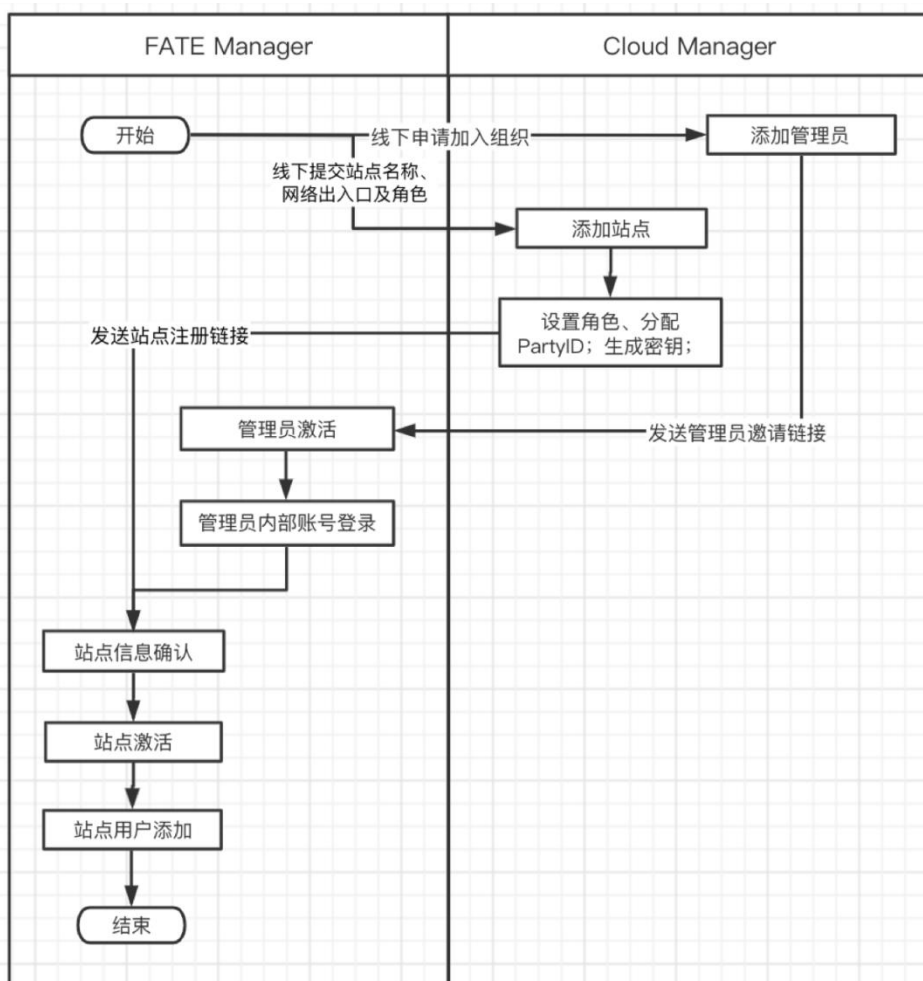 FATE Manager
Cloud Manager
开始
线下申请加入组织
添加管理员
线下提交站点名称、
网络出入口及角色
添加站点
设置角色、分配
PartyID；生成密钥；
发送站点注册链接
管理员激活
发送管理员邀请链接
管理员内部账号登录
站点信息确认
站点激活
站点用户添加
结束